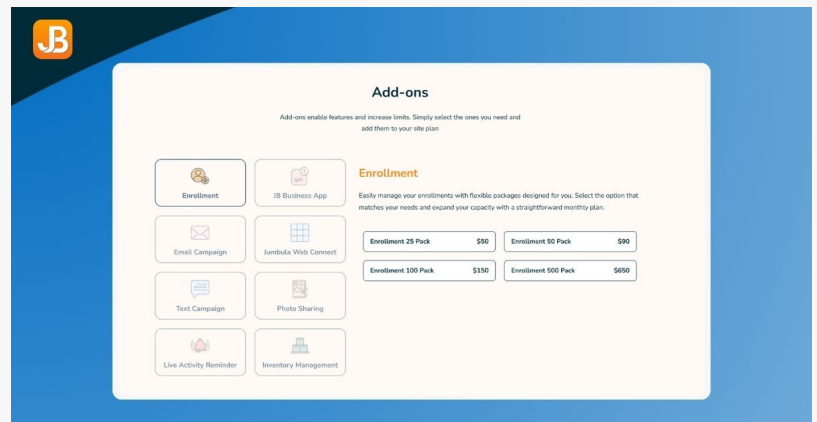 JB
Add-ons
Add-ons enable features and increase limits. Simply select the ones you need and
add them to your site plan
Enrollment
JB Business App
Email Campaign
Jumbula Web Connect
Text Campaign
Photo Sharing
Live Activity Reminder
Inventory Management
Enrollment
Easily manage your enrollments with flexible packages designed for you. Select the option that
matches your needs and expand your capacity with a straightforward monthly plan.
Enrollment 25 Pack $50
Enrollment 50 Pack $90
Enrollment 100 Pack $150
Enrollment 500 Pack $650